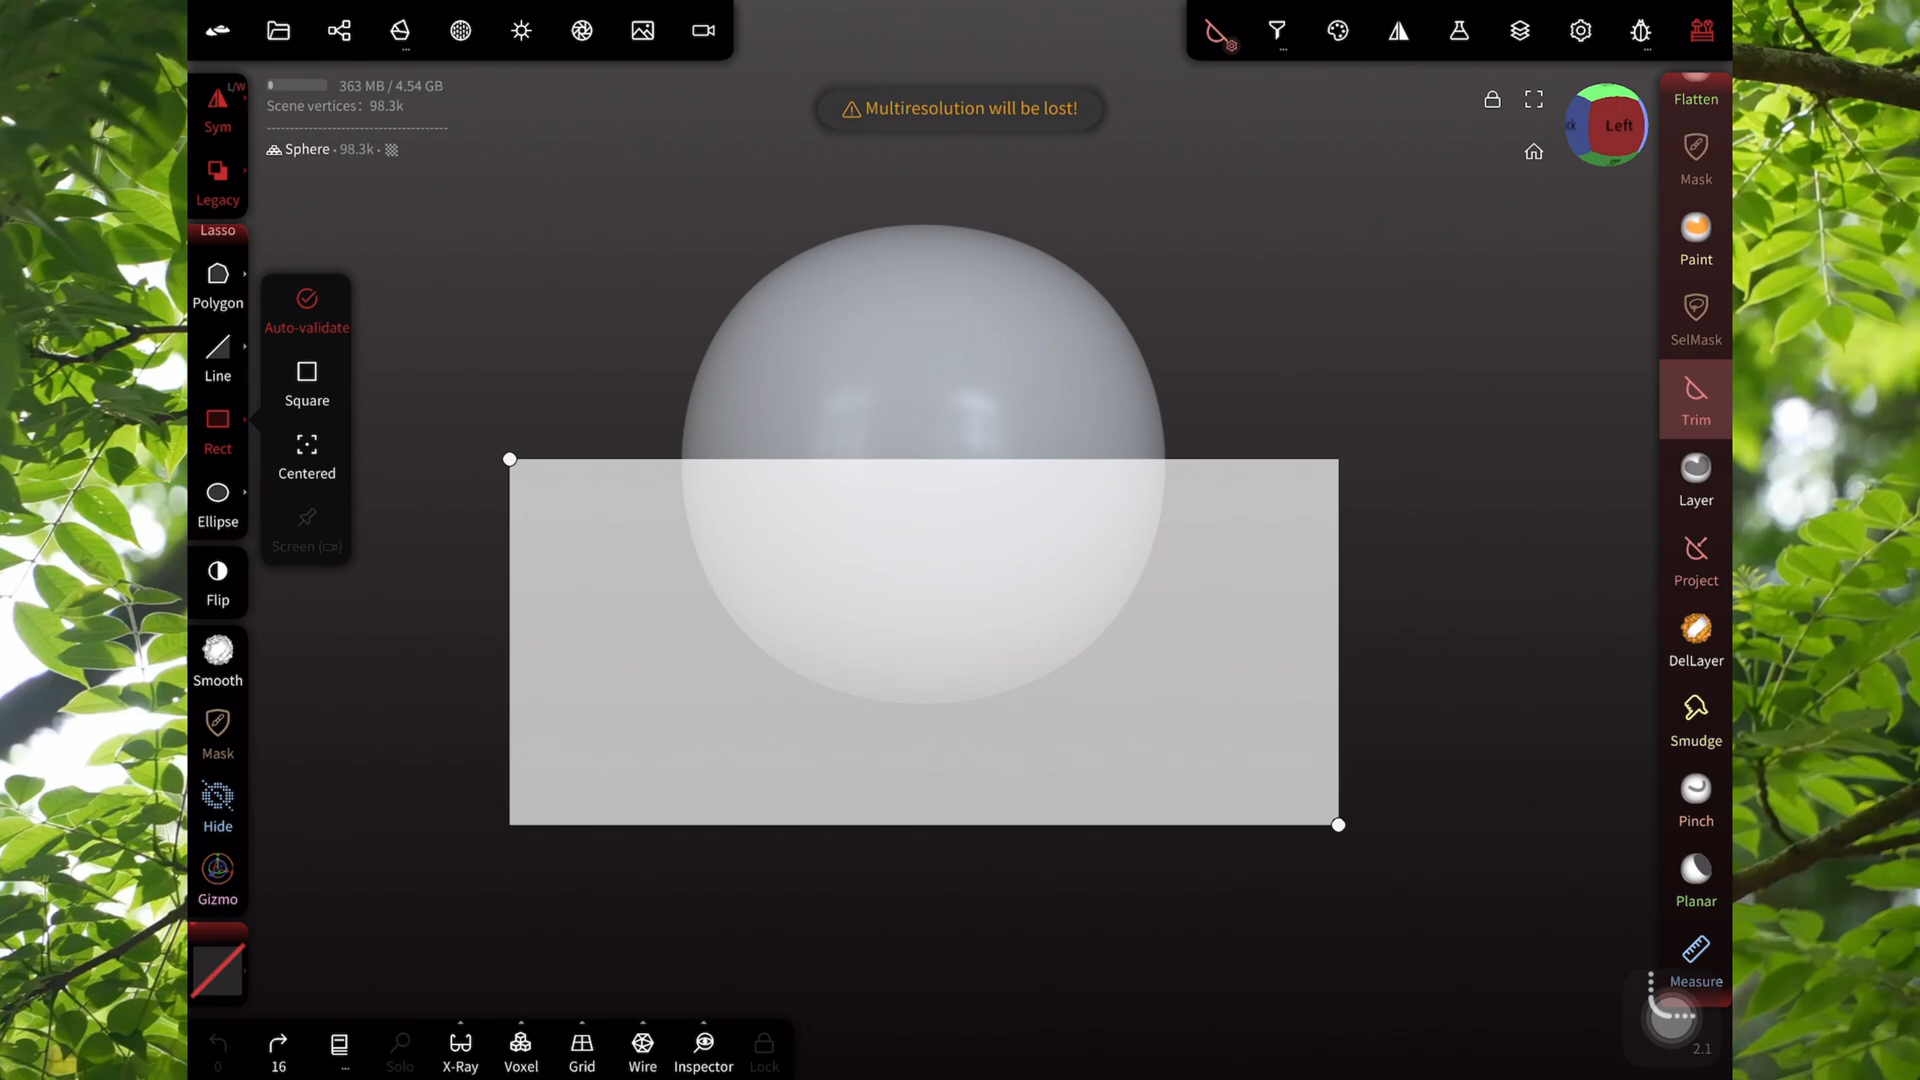 363 MB / 4.54 GB
Scene vertices: 98.3k
Sphere • 98.3k •
Multiresolution will be lost!
Left
L/W
Sym
Legacy
Lasso
Polygon
Line
Rect
Ellipse
Flip
Smooth
Mask
Hide
Gizmo
Auto-validate
Square
Centered
Screen
Flatten
Mask
Paint
SelMask
Trim
Layer
Project
DelLayer
Smudge
Pinch
Planar
Measure
2.1
0
16
...
Solo
X-Ray
Voxel
Grid
Wire
Inspector
Lock